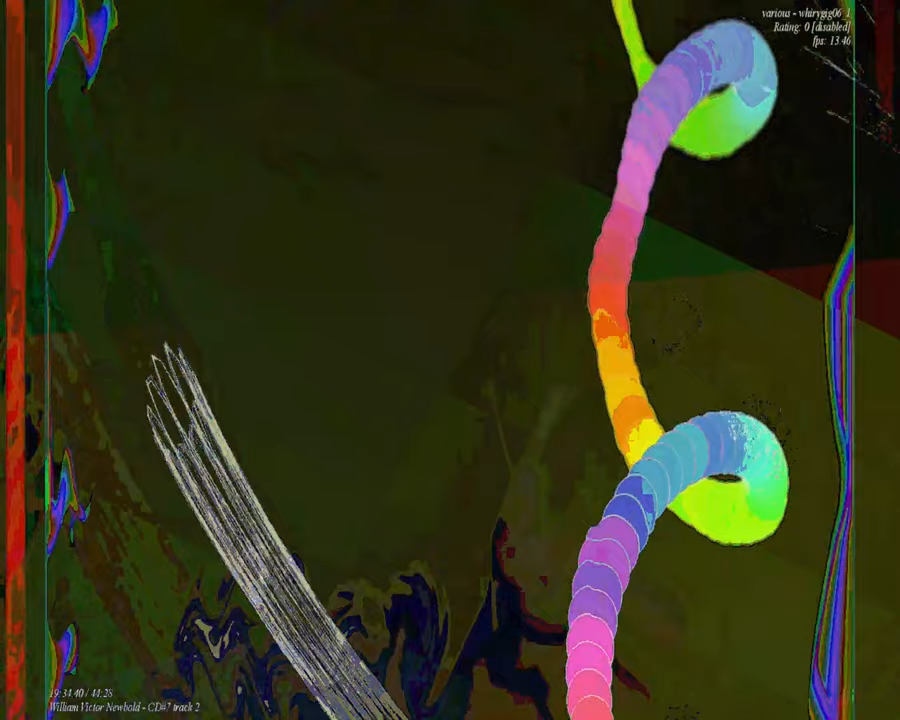 various - whirygig06_1
Rating: 0 [disabled]
fps: 13.46
19:34.40 / 44:28
William Victor Newbold - CD#7 track 2